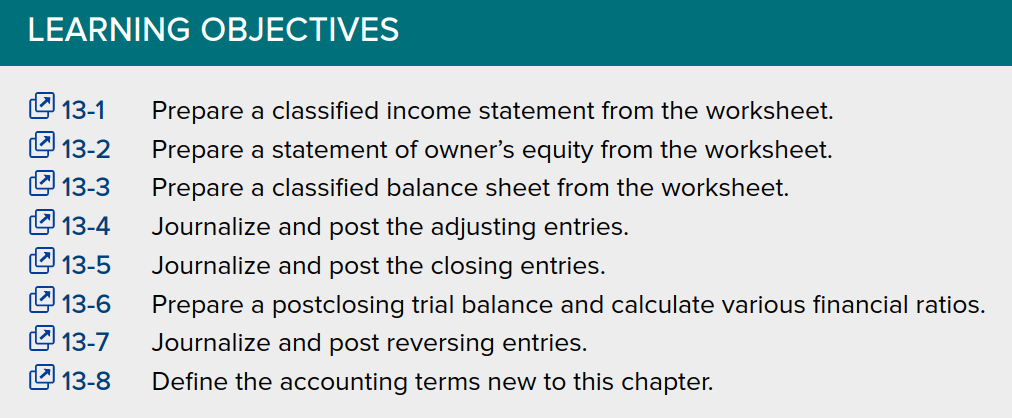 LEARNING OBJECTIVES
13-1 Prepare a classified income statement from the worksheet.
13-2 Prepare a statement of owner’s equity from the worksheet.
13-3 Prepare a classified balance sheet from the worksheet.
13-4 Journalize and post the adjusting entries.
13-5 Journalize and post the closing entries.
13-6 Prepare a postclosing trial balance and calculate various financial ratios.
13-7 Journalize and post reversing entries.
13-8 Define the accounting terms new to this chapter.